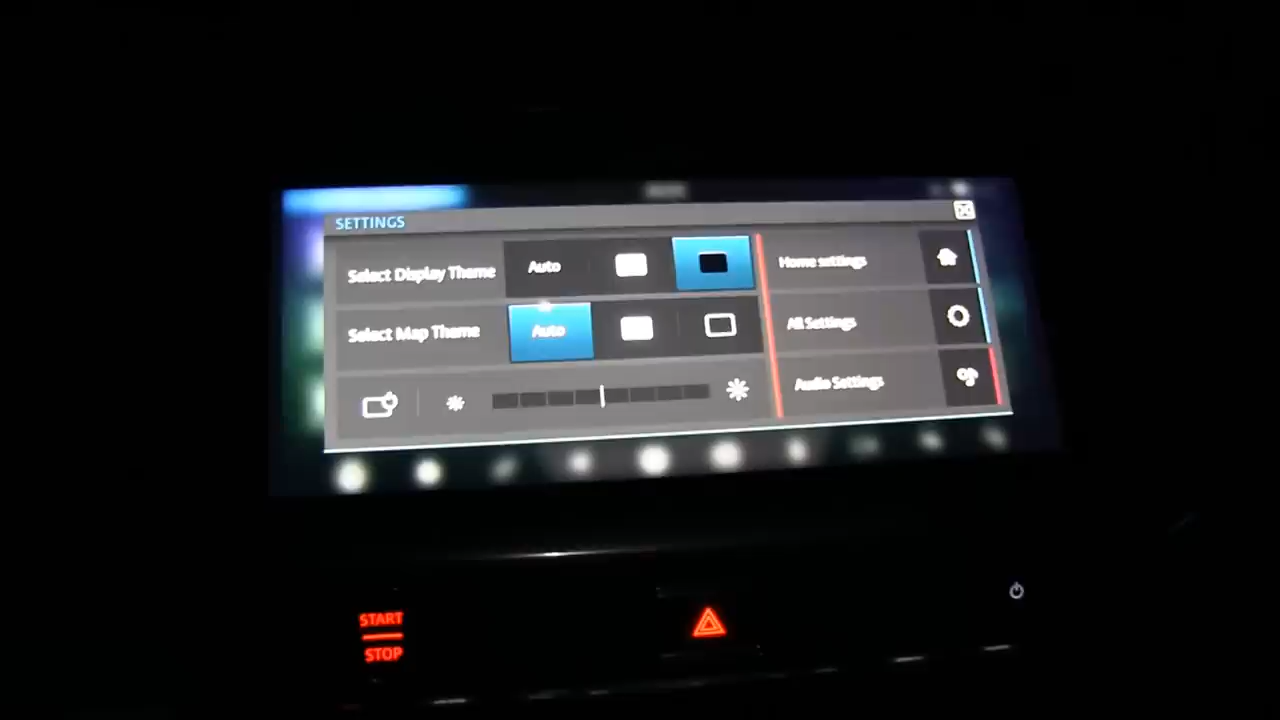 SETTINGS
Select Display Theme Auto
Home settings
Select Map Theme Auto
All Settings
Audio Settings
START
STOP